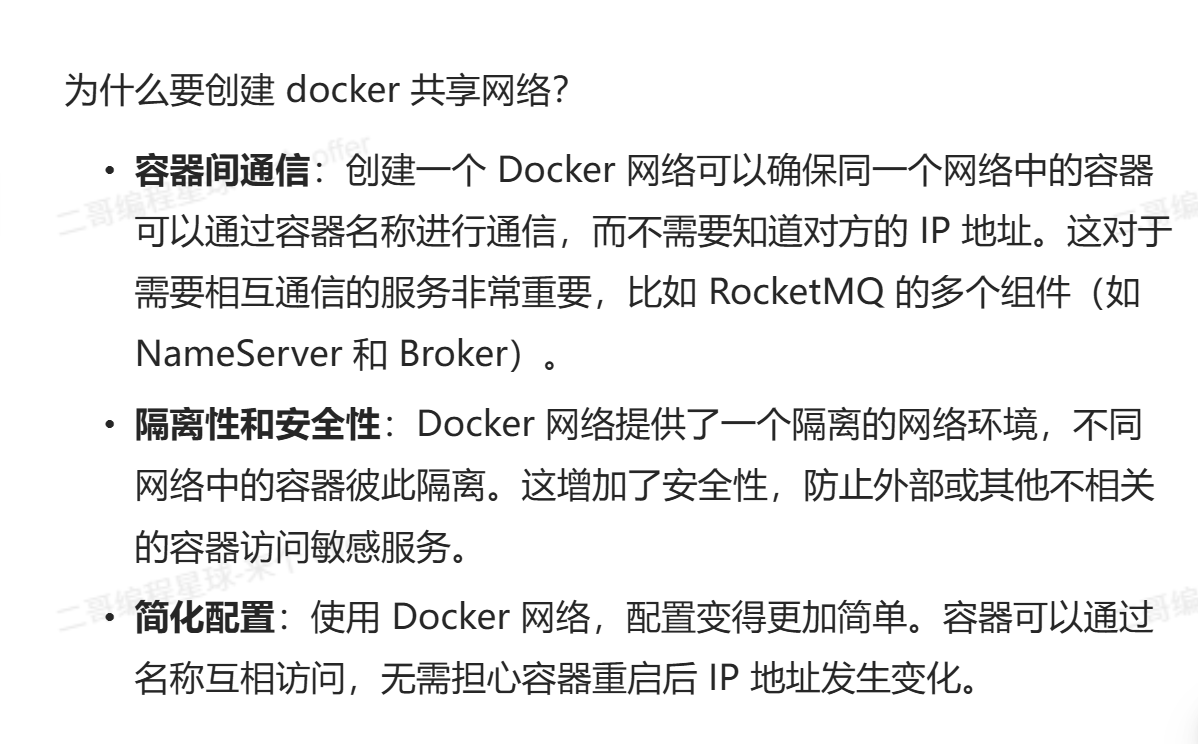 为什么要创建 docker 共享网络?
• 容器间通信：创建一个 Docker 网络可以确保同一个网络中的容器
可以通过容器名称进行通信，而不需要知道对方的 IP 地址。这对于
需要相互通信的服务非常重要，比如 RocketMQ 的多个组件（如
NameServer 和 Broker）。
• 隔离性和安全性：Docker 网络提供了一个隔离的网络环境，不同
网络中的容器彼此隔离。这增加了安全性，防止外部或其他不相关
的容器访问敏感服务。
• 简化配置：使用 Docker 网络，配置变得更加简单。容器可以通过
名称互相访问，无需担心容器重启后 IP 地址发生变化。